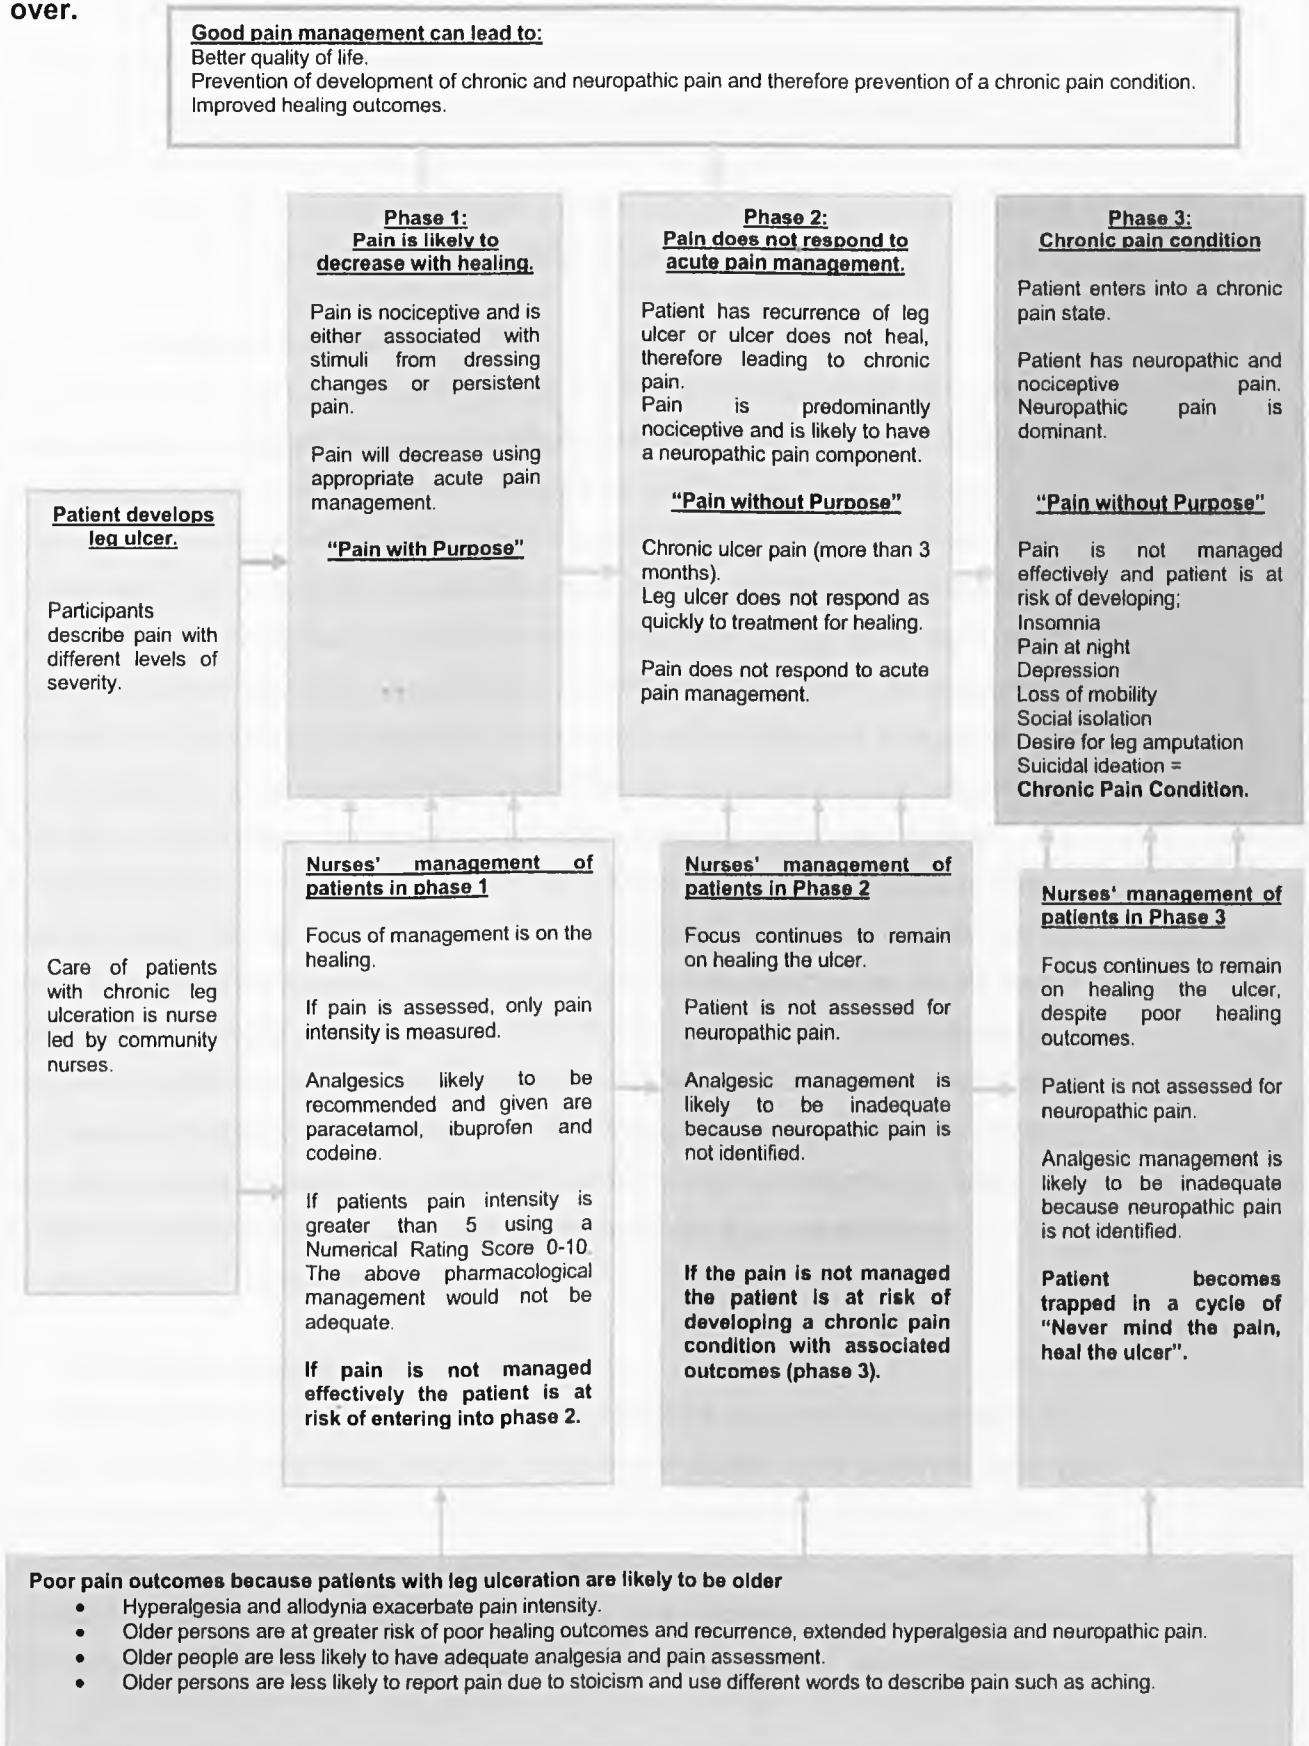 over.
Good pain management can lead to:
Better quality of life.
Prevention of development of chronic and neuropathic pain and therefore prevention of a chronic pain condition.
Improved healing outcomes.
Patient develops
leg ulcer.
Participants
describe pain with
different levels of
severity.
Care of patients
with chronic leg
ulceration is nurse
led by community
nurses.
Phase 1:
Pain is likely to
decrease with healing.
Pain is nociceptive and is
either associated with
stimuli from dressing
changes or persistent
pain.
Pain will decrease using
appropriate acute pain
management.
"Pain with Purpose"
Phase 2:
Pain does not respond to
acute pain management.
Patient has recurrence of leg
ulcer or ulcer does not heal,
therefore leading to chronic
pain.
Pain is predominantly
nociceptive and is likely to have
a neuropathic pain component.
"Pain without Purpose"
Chronic ulcer pain (more than 3
months).
Leg ulcer does not respond as
quickly to treatment for healing.
Pain does not respond to acute
pain management.
Phase 3:
Chronic pain condition
Patient enters into a chronic
pain state.
Patient has neuropathic and
nociceptive pain.
Neuropathic pain is
dominant.
"Pain without Purpose"
Pain is not managed
effectively and patient is at
risk of developing;
Insomnia
Pain at night
Depression
Loss of mobility
Social isolation
Desire for leg amputation
Suicidal ideation =
Chronic Pain Condition.
Nurses' management of
patients in phase 1
Focus of management is on the
healing.
If pain is assessed, only pain
intensity is measured.
Analgesics likely to be
recommended and given are
paracetamol, ibuprofen and
codeine.
If patients pain intensity is
greater than 5 using a
Numerical Rating Score 0-10.
The above pharmacological
management would not be
adequate.
If pain is not managed
effectively the patient is at
risk of entering into phase 2.
Nurses' management of
patients in Phase 2
Focus continues to remain
on healing the ulcer.
Patient is not assessed for
neuropathic pain.
Analgesic management is
likely to be inadequate
because neuropathic pain is
not identified.
If the pain is not managed
the patient is at risk of
developing a chronic pain
condition with associated
outcomes (phase 3).
Nurses' management of
patients in Phase 3
Focus continues to remain
on healing the ulcer,
despite poor healing
outcomes.
Patient is not assessed for
neuropathic pain.
Analgesic management is
likely to be inadequate
because neuropathic pain
is not identified.
Patient becomes
trapped in a cycle of
"Never mind the pain,
heal the ulcer".
Poor pain outcomes because patients with leg ulceration are likely to be older
• Hyperalgesia and allodynia exacerbate pain intensity.
• Older persons are at greater risk of poor healing outcomes and recurrence, extended hyperalgesia and neuropathic pain.
• Older people are less likely to have adequate analgesia and pain assessment.
• Older persons are less likely to report pain due to stoicism and use different words to describe pain such as aching.